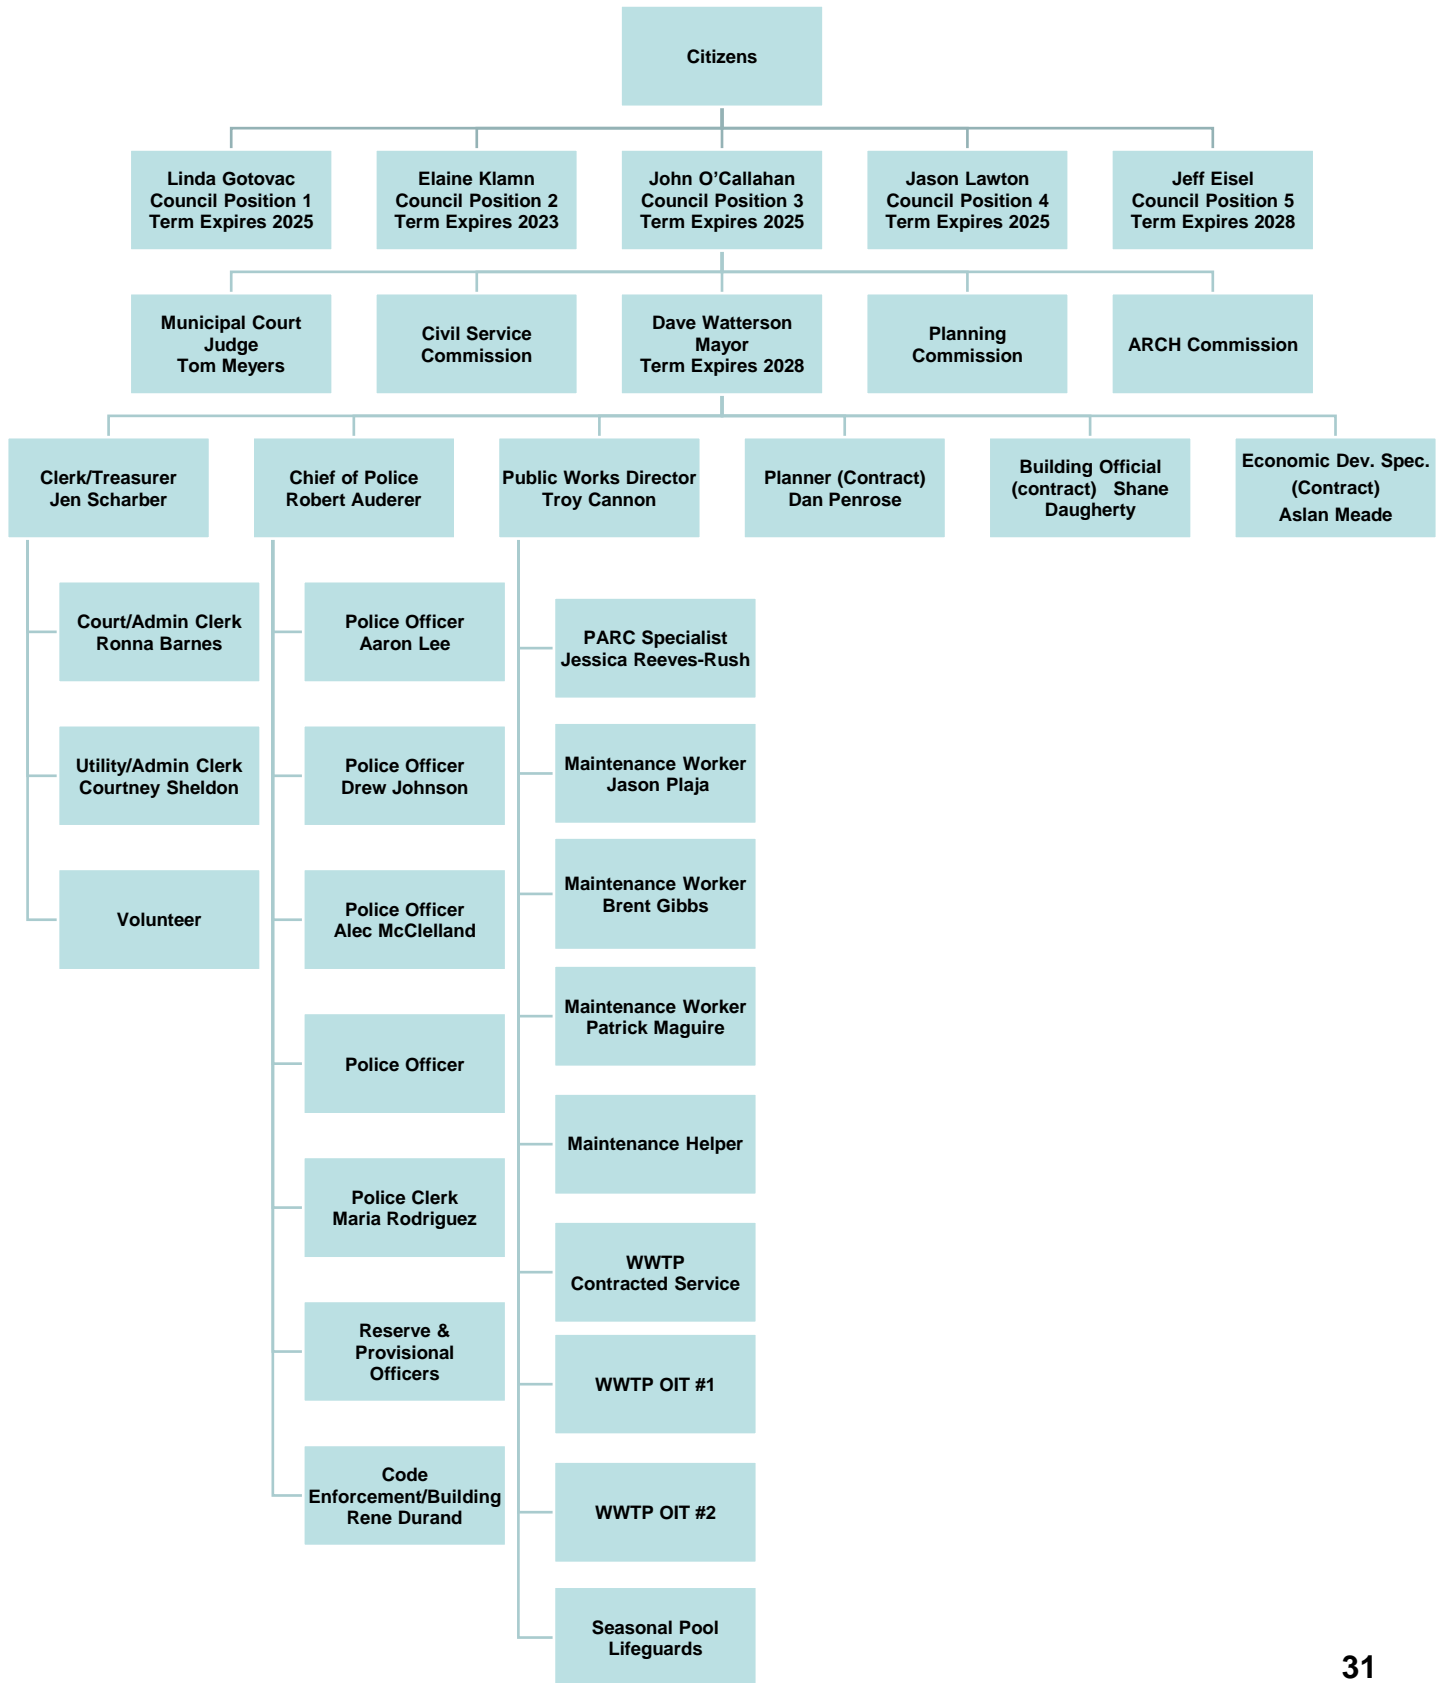 Citizens
Linda Gotovac
Council Position 1
Term Expires 2025
Elaine Klamn
Council Position 2
Term Expires 2023
John O’Callahan
Council Position 3
Term Expires 2025
Jason Lawton
Council Position 4
Term Expires 2025
Jeff Eisel
Council Position 5
Term Expires 2028
Municipal Court
Judge
Tom Meyers
Civil Service
Commission
Dave Watterson
Mayor
Term Expires 2028
Planning
Commission
ARCH Commission
Clerk/Treasurer
Jen Scharber
Chief of Police
Robert Auderer
Public Works Director
Troy Cannon
Planner (Contract)
Dan Penrose
Building Official
(contract) Shane
Daugherty
Economic Dev. Spec.
(Contract)
Aslan Meade
Court/Admin Clerk
Ronna Barnes
Utility/Admin Clerk
Courtney Sheldon
Volunteer
Police Officer
Aaron Lee
Police Officer
Drew Johnson
Police Officer
Alec McClelland
Police Officer
Police Clerk
Maria Rodriguez
Reserve &
Provisional
Officers
Code
Enforcement/Building
Rene Durand
PARC Specialist
Jessica Reeves-Rush
Maintenance Worker
Jason Plaja
Maintenance Worker
Brent Gibbs
Maintenance Worker
Patrick Maguire
Maintenance Helper
WWTP
Contracted Service
WWTP OIT #1
WWTP OIT #2
Seasonal Pool
Lifeguards
31